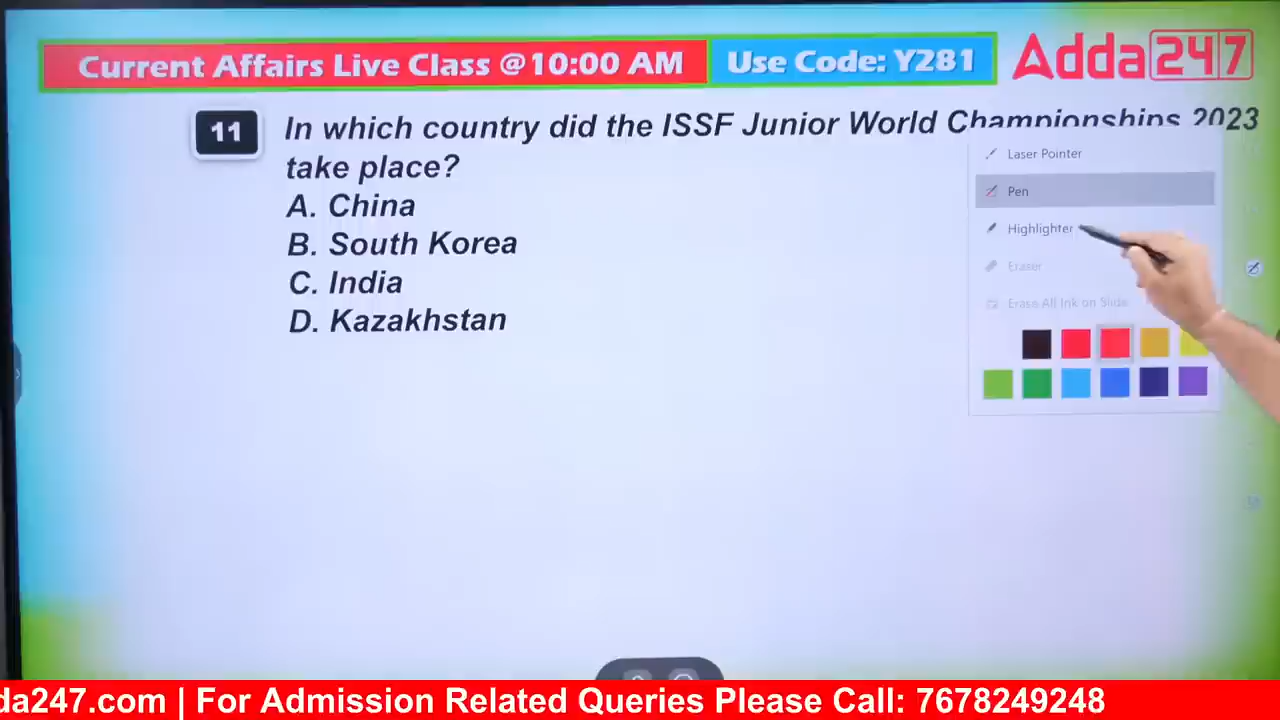 Current Affairs Live Class @10:00 AM
Use Code: Y281
Adda247
11
In which country did the ISSF Junior World Championships 2023
take place?
A. China
B. South Korea
C. India
D. Kazakhstan
Laser Pointer
Pen
Highlighter
Eraser
Erase All Ink on Slide
da247.com | For Admission Related Queries Please Call: 7678249248